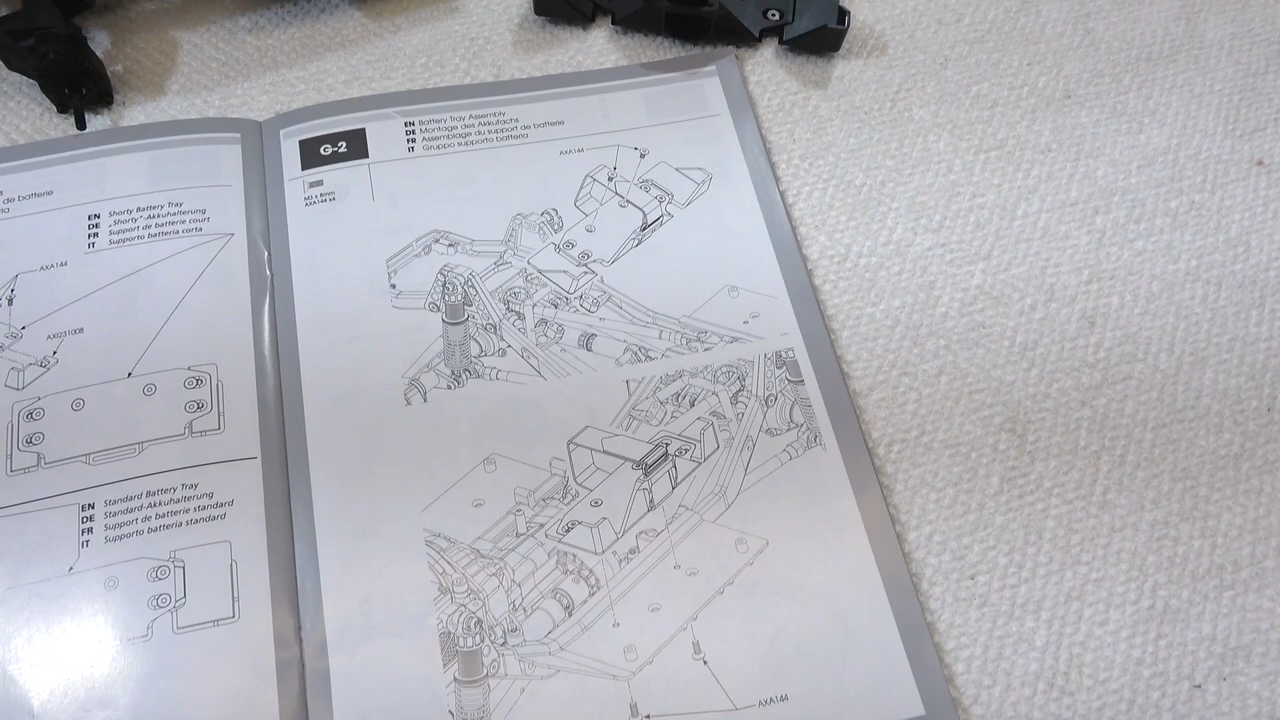 de batterie
EN Shorty Battery Tray
DE „Shorty“-Akkuhalterung
FR Support de batterie court
IT Supporto batteria corta
AXA144
AXI231008
EN Standard Battery Tray
DE Standard-Akkuhalterung
FR Support de batterie standard
IT Supporto batteria standard
G-2
EN Battery Tray Assembly
DE Montage des Akkufachs
FR Assemblage du support de batterie
IT Gruppo supporto batteria
M3 x 8mm
AXA144 x4
AXA144
AXA144